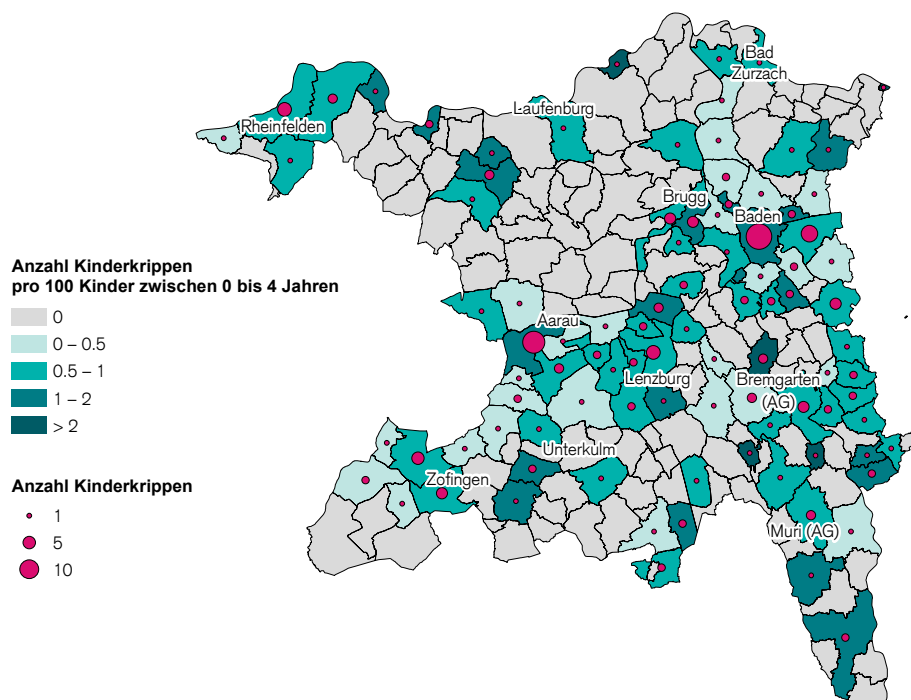 Bad
Zurzach
Laufenburg
Rheinfelden
Brugg
Baden
Anzahl Kinderkrippen
pro 100 Kinder zwischen 0 bis 4 Jahren
0
0 – 0.5
0.5 – 1
1 – 2
> 2
Aarau
Lenzburg
Bremgarten
(AG)
Unterkulm
Zofingen
Anzahl Kinderkrippen
1
5
10
Muri (AG)